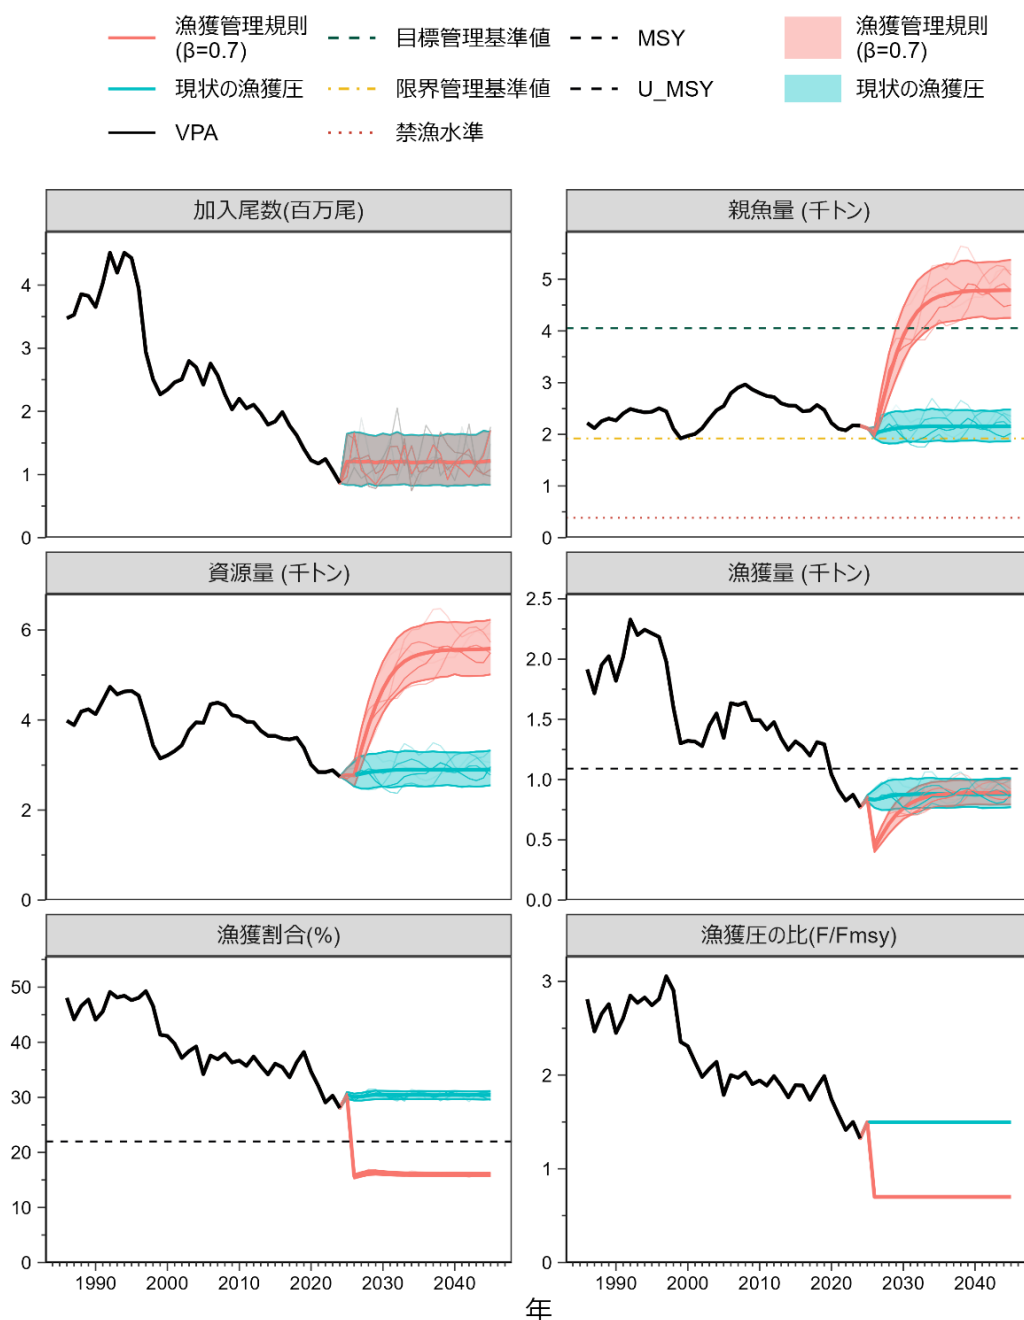 漁獲管理規則
(β=0.7)
目標管理基準値
MSY
漁獲管理規則
(β=0.7)
現状の漁獲圧
限界管理基準値
U_MSY
現状の漁獲圧
VPA
禁漁水準
加入尾数(百万尾)
親魚量 (千トン)
4
3
2
1
0
5
4
3
2
1
0
資源量 (千トン)
漁獲量 (千トン)
6
4
2
0
2.5
2.0
1.5
1.0
0.5
0.0
漁獲割合(%)
漁獲圧の比(F/Fmsy)
50
40
30
20
10
0
3
2
1
0
1990 2000 2010 2020 2030 2040
1990 2000 2010 2020 2030 2040
年